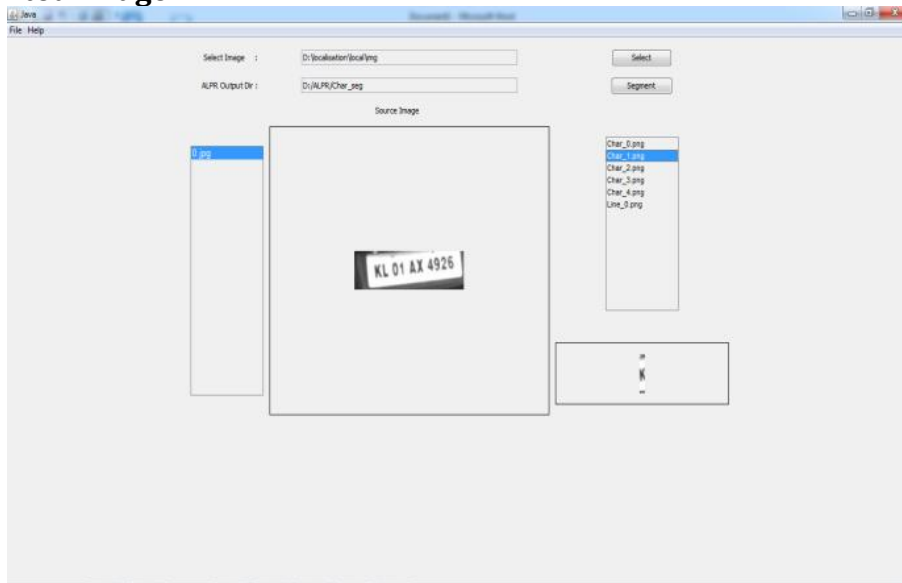 Java
File Help
Select Image :
D:\localisation\local\img
Select
ALPR Output Dir :
D:/ALPR/Char_seg
Segment
Source Image
0.jpg
Char_0.png
Char_1.png
Char_2.png
Char_3.png
Char_4.png
Line_0.png
KL 01 AX 4926
K